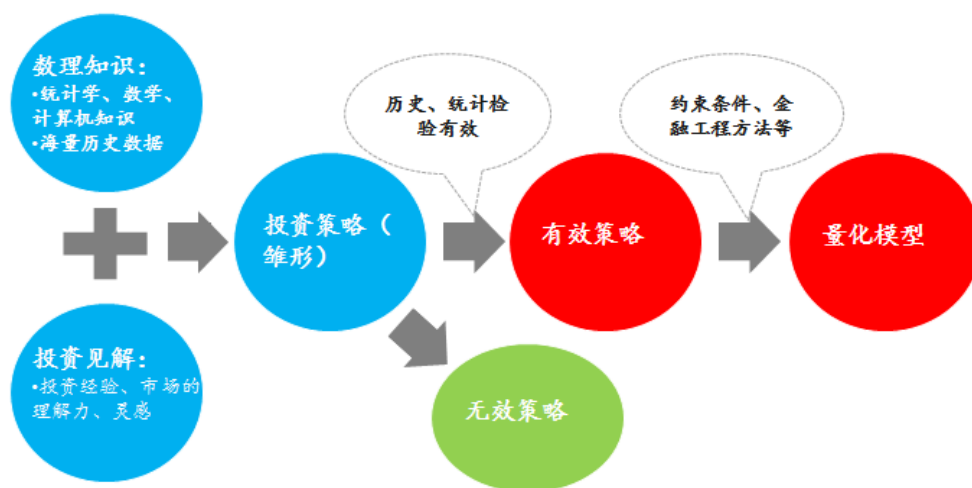 数理知识：
•统计学、数学、
计算机知识
•海量历史数据
投资见解：
•投资经验、市场的
理解力、灵感
投资策略（
雏形）
历史、统计检
验有效
有效策略
无效策略
约束条件、金
融工程方法等
量化模型